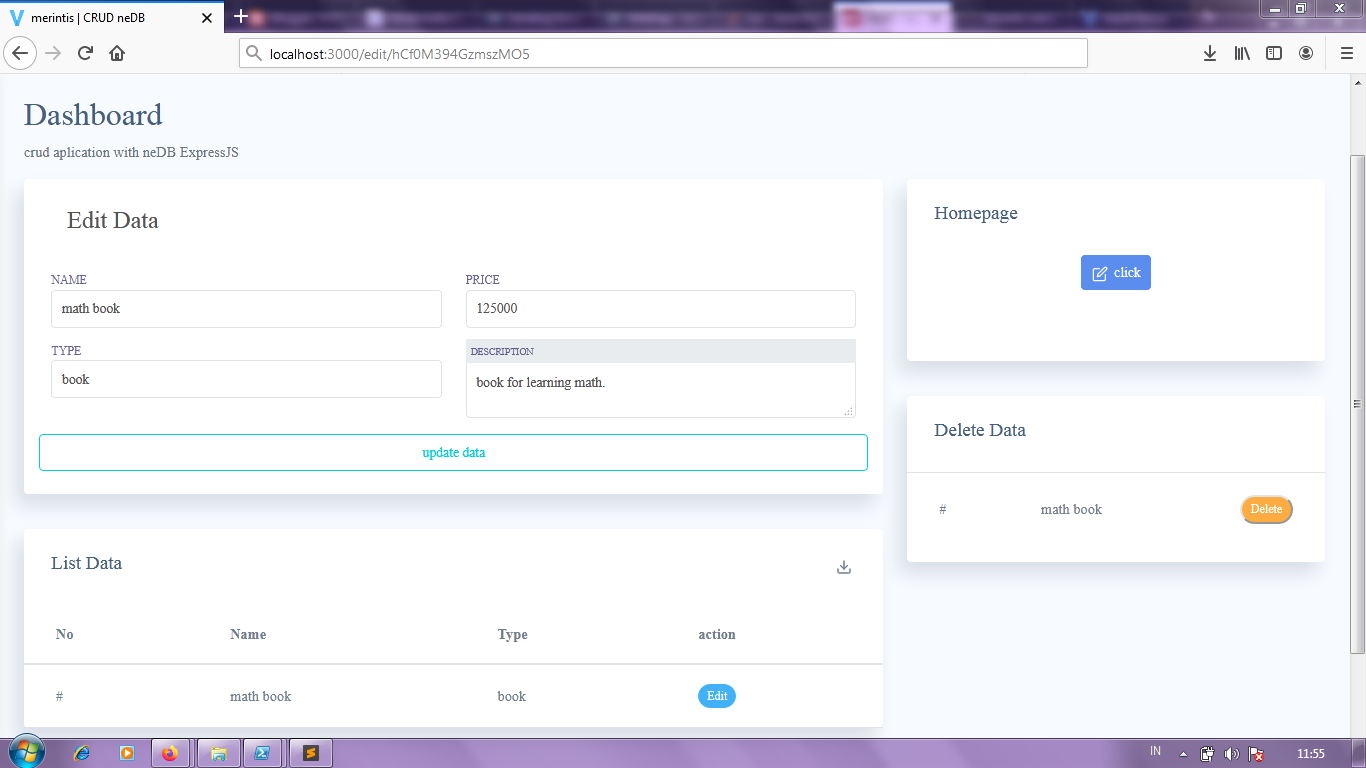 merintis | CRUD neDB
localhost:3000/edit/hCf0M394GzmszMO5
Dashboard
crud aplication with neDB ExpressJS
Edit Data
NAME
math book
PRICE
125000
TYPE
book
DESCRIPTION
book for learning math.
update data
Homepage
click
Delete Data
# math book Delete
List Data
No Name Type action
# math book book Edit
IN
11:55